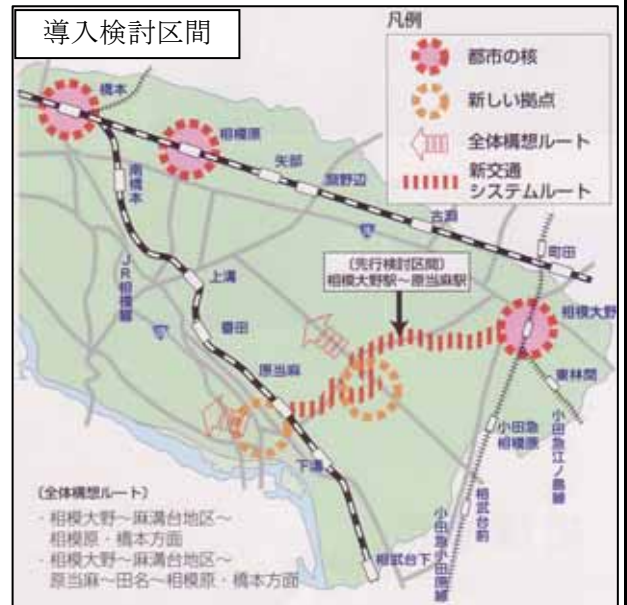 導入検討区間
凡例
都市の核
新しい拠点
全体構想ルート
新交通
システムルート
橋本
相模原
矢部
淵野辺
古淵
町田
南橋本
JR相模線
上溝
番田
原当麻
下溝
相武台下
(先行検討区間)
相模大野駅〜原当麻駅
相模大野
東林間
小田急江ノ島線
小田急
相模原
相武台前
小田急小田原線
(全体構想ルート)
・相模大野〜麻溝台地区〜
相模原・橋本方面
・相模大野〜麻溝台地区〜
原当麻〜田名〜相模原・橋本方面